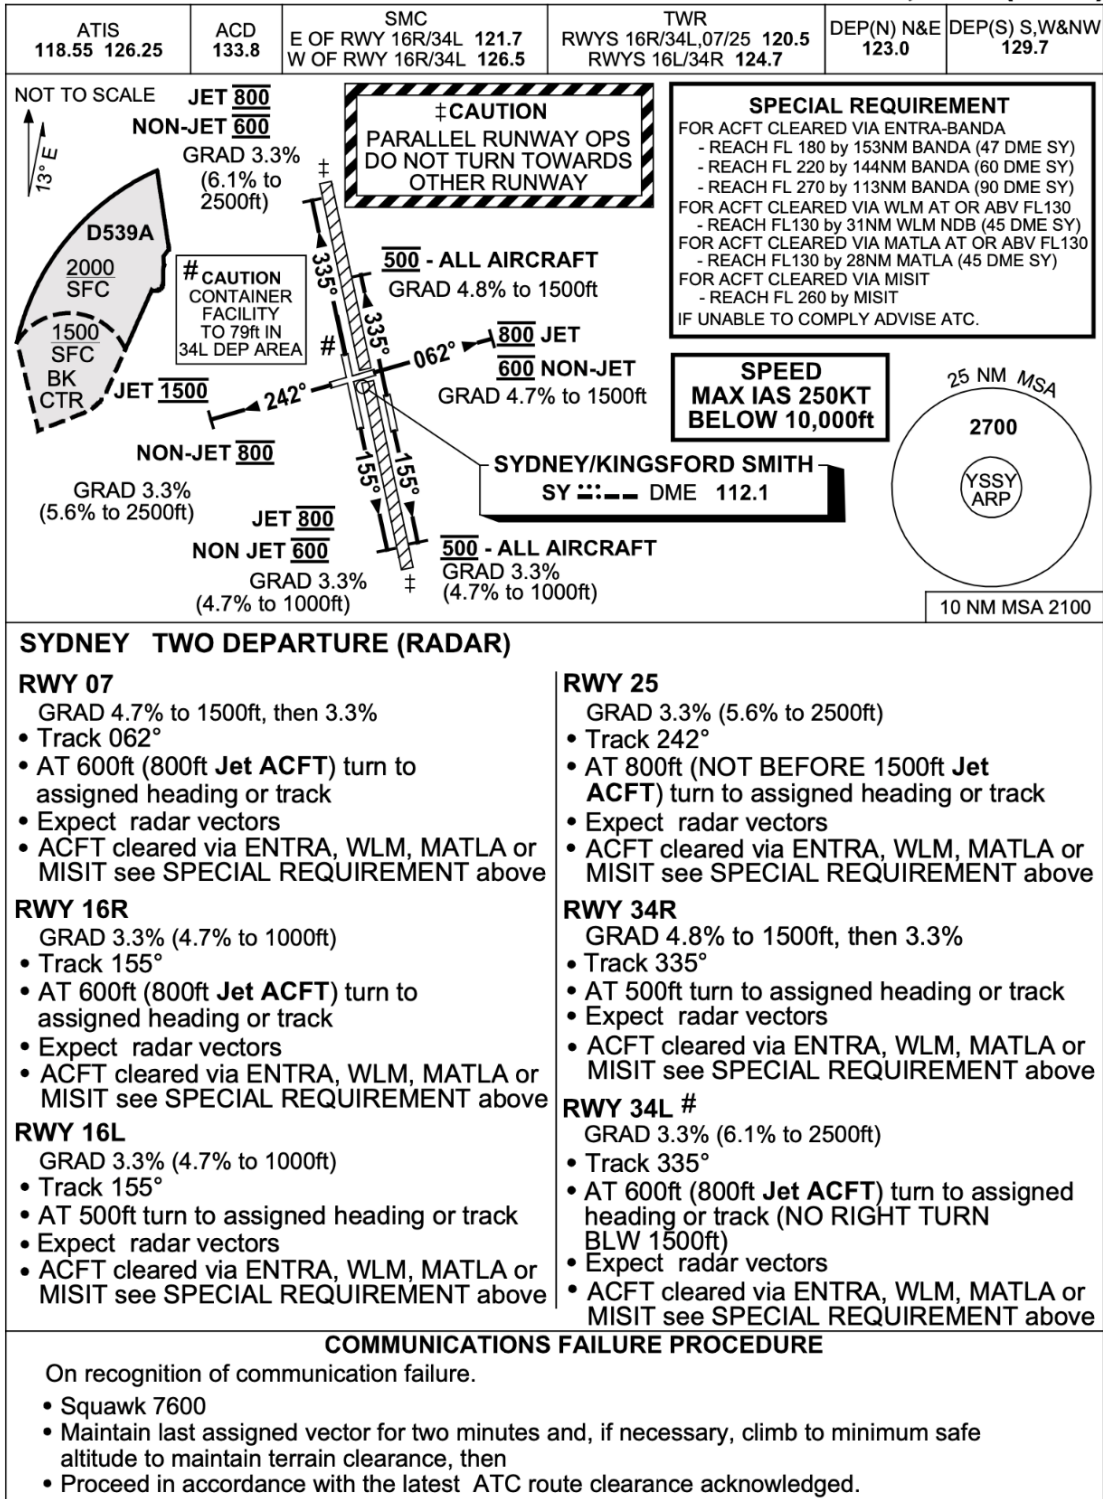 ATIS
118.55 126.25
ACD
133.8
SMC
E OF RWY 16R/34L 121.7
W OF RWY 16R/34L 126.5
TWR
RWYS 16R/34L,07/25 120.5
RWYS 16L/34R 124.7
DEP(N) N&E
123.0
DEP(S) S,W&NW
129.7
NOT TO SCALE
13° E
JET 800
NON-JET 600
GRAD 3.3%
(6.1% to
2500ft)
‡CAUTION
PARALLEL RUNWAY OPS
DO NOT TURN TOWARDS
OTHER RUNWAY
SPECIAL REQUIREMENT
FOR ACFT CLEARED VIA ENTRA-BANDA
- REACH FL 180 by 153NM BANDA (47 DME SY)
- REACH FL 220 by 144NM BANDA (60 DME SY)
- REACH FL 270 by 113NM BANDA (90 DME SY)
FOR ACFT CLEARED VIA WLM AT OR ABV FL130
- REACH FL130 by 31NM WLM NDB (45 DME SY)
FOR ACFT CLEARED VIA MATLA AT OR ABV FL130
- REACH FL130 by 28NM MATLA (45 DME SY)
FOR ACFT CLEARED VIA MISIT
- REACH FL 260 by MISIT
IF UNABLE TO COMPLY ADVISE ATC.
D539A
2000
SFC
1500
SFC
BK
CTR
# CAUTION
CONTAINER
FACILITY
TO 79ft IN
34L DEP AREA
‡
335°
335°
#
500 - ALL AIRCRAFT
GRAD 4.8% to 1500ft
062°
800 JET
600 NON-JET
GRAD 4.7% to 1500ft
JET 1500
242°
NON-JET 800
GRAD 3.3%
(5.6% to 2500ft)
155°
155°
SPEED
MAX IAS 250KT
BELOW 10,000ft
25 NM MSA
2700
YSSY
ARP
10 NM MSA 2100
SYDNEY/KINGSFORD SMITH
SY DME 112.1
JET 800
NON JET 600
GRAD 3.3%
(4.7% to 1000ft)
‡
500 - ALL AIRCRAFT
GRAD 3.3%
(4.7% to 1000ft)
SYDNEY TWO DEPARTURE (RADAR)
RWY 07
GRAD 4.7% to 1500ft, then 3.3%
• Track 062°
• AT 600ft (800ft Jet ACFT) turn to
assigned heading or track
• Expect radar vectors
• ACFT cleared via ENTRA, WLM, MATLA or
MISIT see SPECIAL REQUIREMENT above
RWY 16R
GRAD 3.3% (4.7% to 1000ft)
• Track 155°
• AT 600ft (800ft Jet ACFT) turn to
assigned heading or track
• Expect radar vectors
• ACFT cleared via ENTRA, WLM, MATLA or
MISIT see SPECIAL REQUIREMENT above
RWY 16L
GRAD 3.3% (4.7% to 1000ft)
• Track 155°
• AT 500ft turn to assigned heading or track
• Expect radar vectors
• ACFT cleared via ENTRA, WLM, MATLA or
MISIT see SPECIAL REQUIREMENT above
RWY 25
GRAD 3.3% (5.6% to 2500ft)
• Track 242°
• AT 800ft (NOT BEFORE 1500ft Jet
ACFT) turn to assigned heading or track
• Expect radar vectors
• ACFT cleared via ENTRA, WLM, MATLA or
MISIT see SPECIAL REQUIREMENT above
RWY 34R
GRAD 4.8% to 1500ft, then 3.3%
• Track 335°
• AT 500ft turn to assigned heading or track
• Expect radar vectors
• ACFT cleared via ENTRA, WLM, MATLA or
MISIT see SPECIAL REQUIREMENT above
RWY 34L #
GRAD 3.3% (6.1% to 2500ft)
• Track 335°
• AT 600ft (800ft Jet ACFT) turn to assigned
heading or track (NO RIGHT TURN
BLW 1500ft)
• Expect radar vectors
• ACFT cleared via ENTRA, WLM, MATLA or
MISIT see SPECIAL REQUIREMENT above
COMMUNICATIONS FAILURE PROCEDURE
On recognition of communication failure.
• Squawk 7600
• Maintain last assigned vector for two minutes and, if necessary, climb to minimum safe
altitude to maintain terrain clearance, then
• Proceed in accordance with the latest ATC route clearance acknowledged.